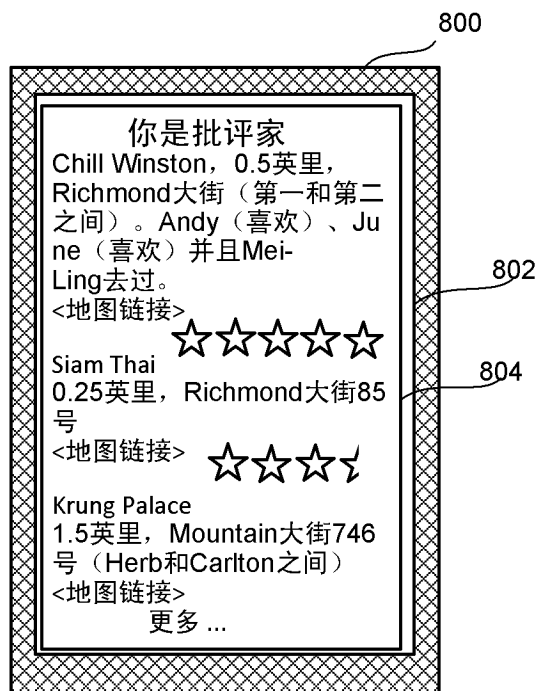 800
你是批评家
Chill Winston，0.5英里，
Richmond大街（第一和第二
之间）。Andy（喜欢）、Ju
ne（喜欢）并且Mei-
Ling去过。
802
<地图链接>
Siam Thai
804
0.25英里，Richmond大街85
号
<地图链接>
Krung Palace
1.5英里，Mountain大街746
号（Herb和Carlton之间）
<地图链接>
更多 ...